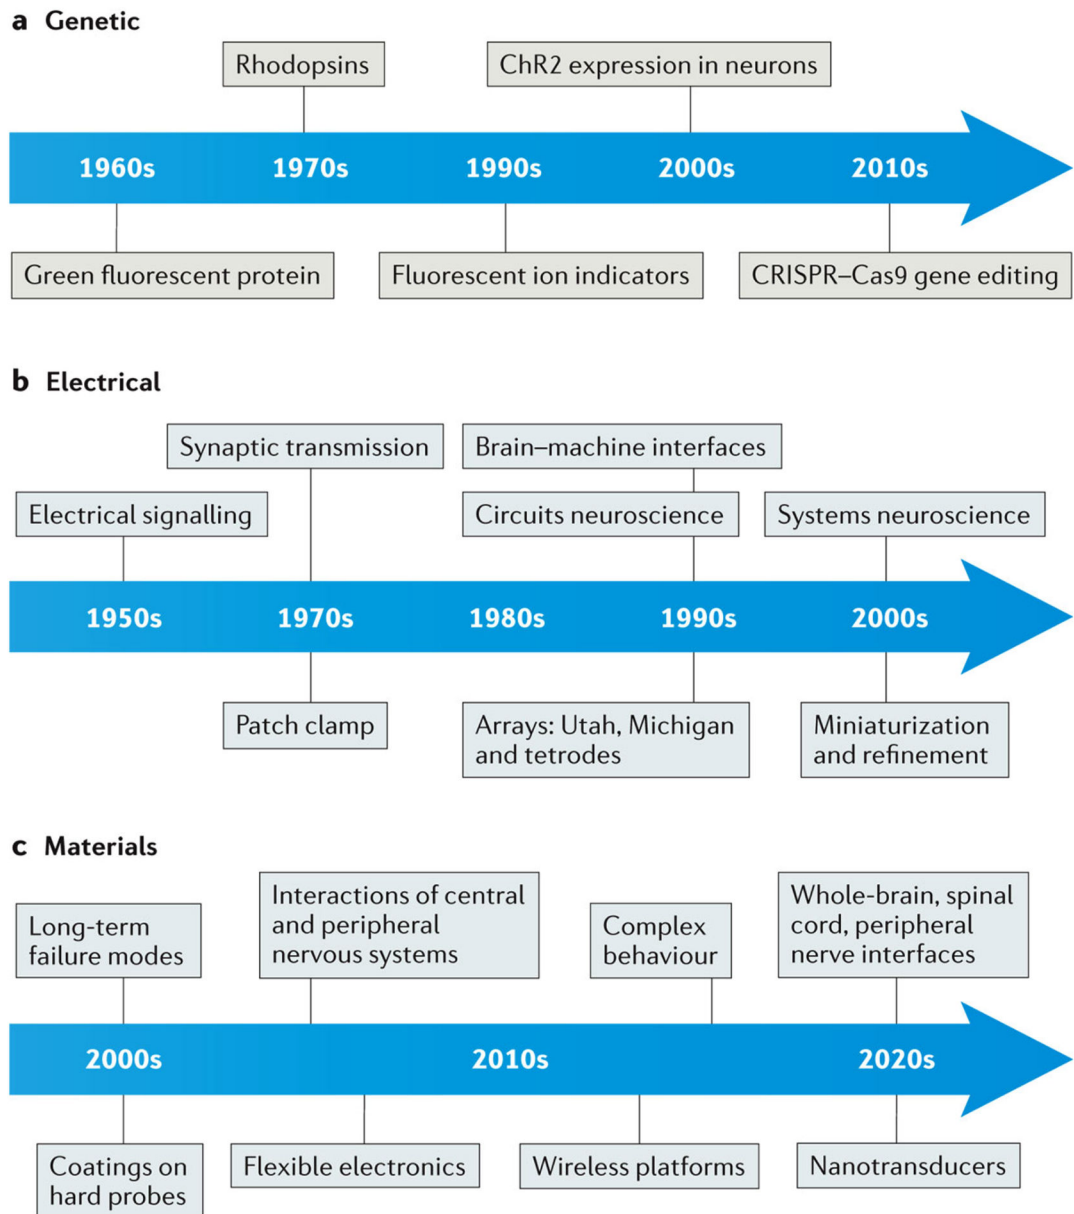 a Genetic
Rhodopsins
ChR2 expression in neurons
1960s
1970s
1990s
2000s
2010s
Green fluorescent protein
Fluorescent ion indicators
CRISPR–Cas9 gene editing
b Electrical
Synaptic transmission
Brain–machine interfaces
Electrical signalling
Circuits neuroscience
Systems neuroscience
1950s
1970s
1980s
1990s
2000s
Patch clamp
Arrays: Utah, Michigan
and tetrodes
Miniaturization
and refinement
c Materials
Long-term
failure modes
Interactions of central
and peripheral
nervous systems
Complex
behaviour
Whole-brain, spinal
cord, peripheral
nerve interfaces
2000s
2010s
2020s
Coatings on
hard probes
Flexible electronics
Wireless platforms
Nanotransducers